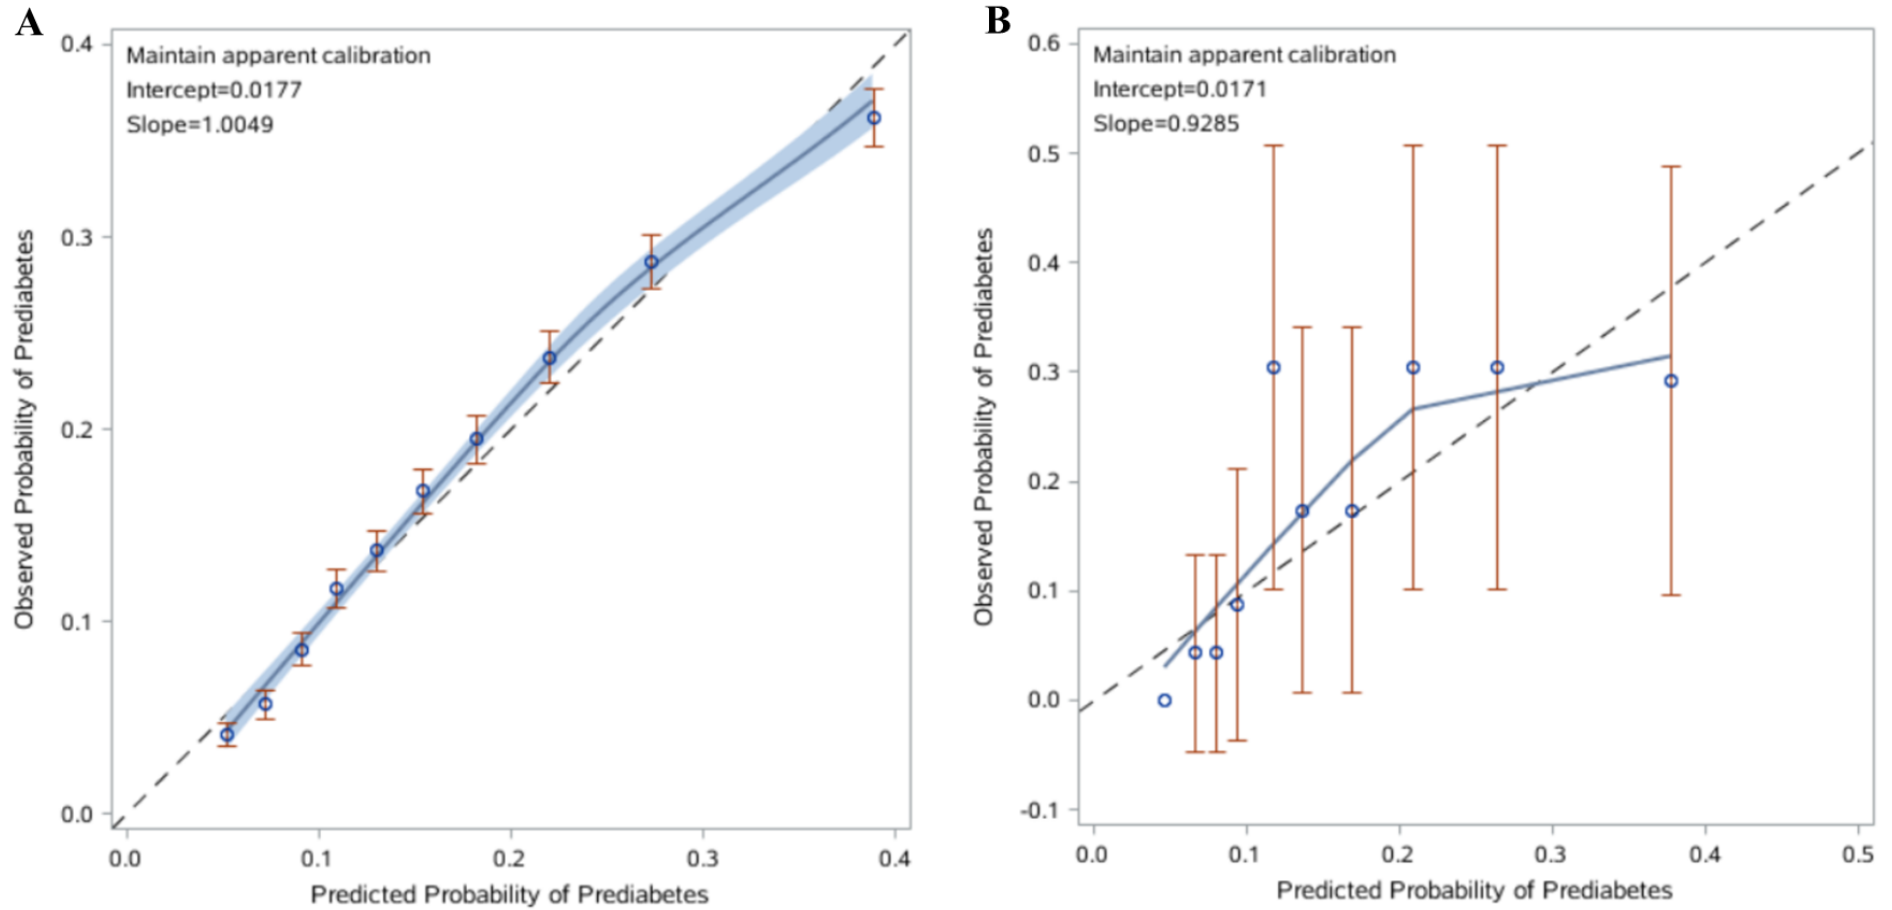 A
Maintain apparent calibration
Intercept=0.0177
Slope=1.0049
Observed Probability of Prediabetes
0.4
0.3
0.2
0.1
0.0
0.0 0.1 0.2 0.3 0.4
Predicted Probability of Prediabetes
B
Maintain apparent calibration
Intercept=0.0171
Slope=0.9285
Observed Probability of Prediabetes
0.6
0.5
0.4
0.3
0.2
0.1
0.0
-0.1
0.0 0.1 0.2 0.3 0.4 0.5
Predicted Probability of Prediabetes